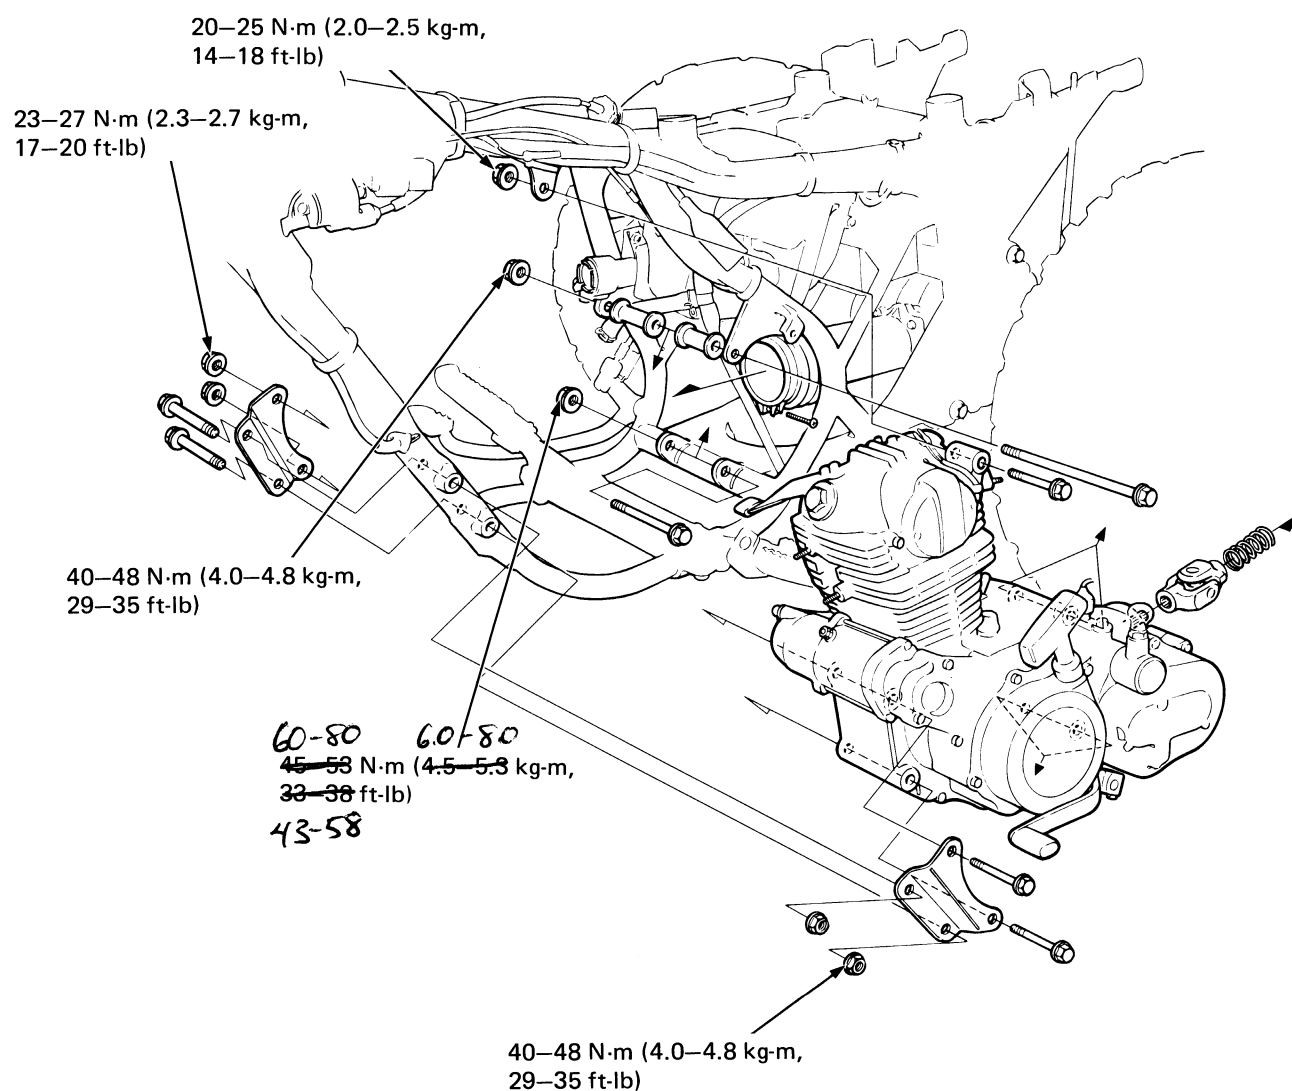 20—25 N·m (2.0—2.5 kg-m,
14—18 ft-lb)
23—27 N·m (2.3—2.7 kg-m,
17—20 ft-lb)
40—48 N·m (4.0—4.8 kg-m,
29—35 ft-lb)
60-80 6.0-8.0
45—53 N·m (4.5—5.3 kg-m,
33—38 ft-lb)
43-58
40—48 N·m (4.0—4.8 kg-m,
29—35 ft-lb)